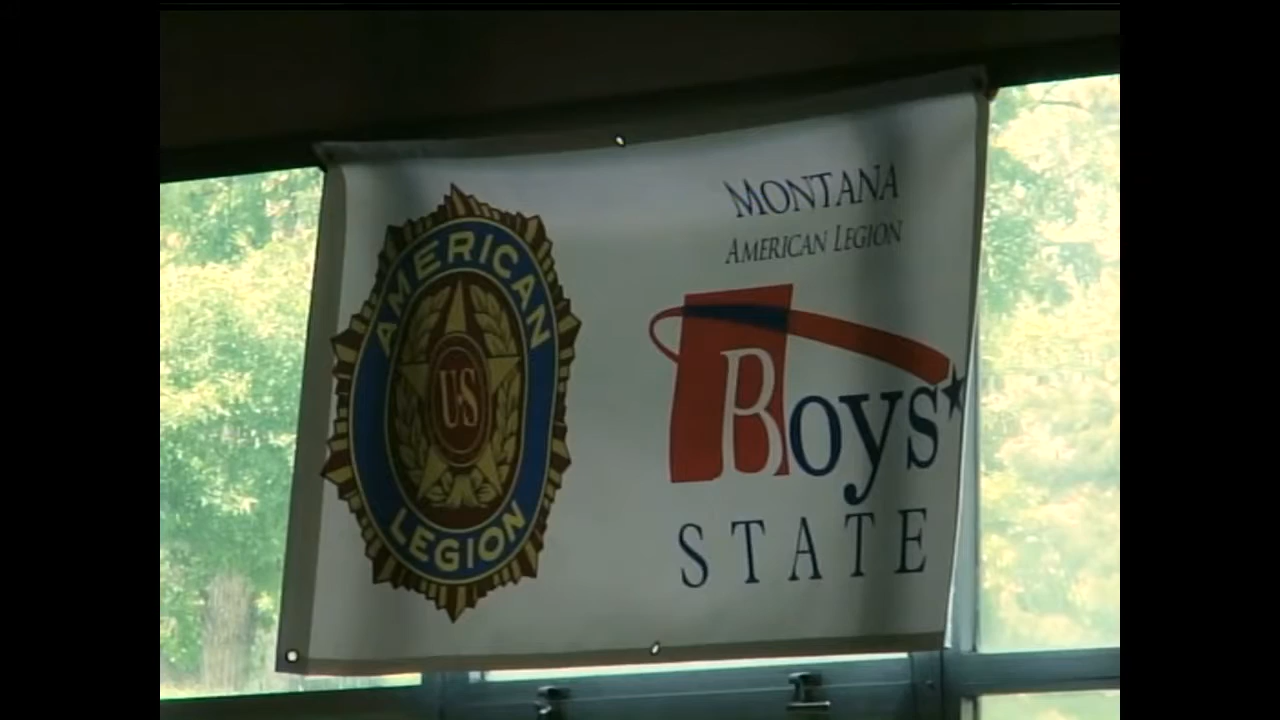 AMERICAN
US
LEGION
MONTANA
AMERICAN LEGION
Boys
STATE